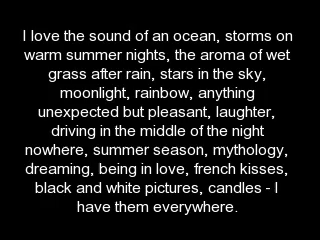 I love the sound of an ocean, storms on
warm summer nights, the aroma of wet
grass after rain, stars in the sky,
moonlight, rainbow, anything
unexpected but pleasant, laughter,
driving in the middle of the night
nowhere, summer season, mythology,
dreaming, being in love, french kisses,
black and white pictures, candles - I
have them everywhere.